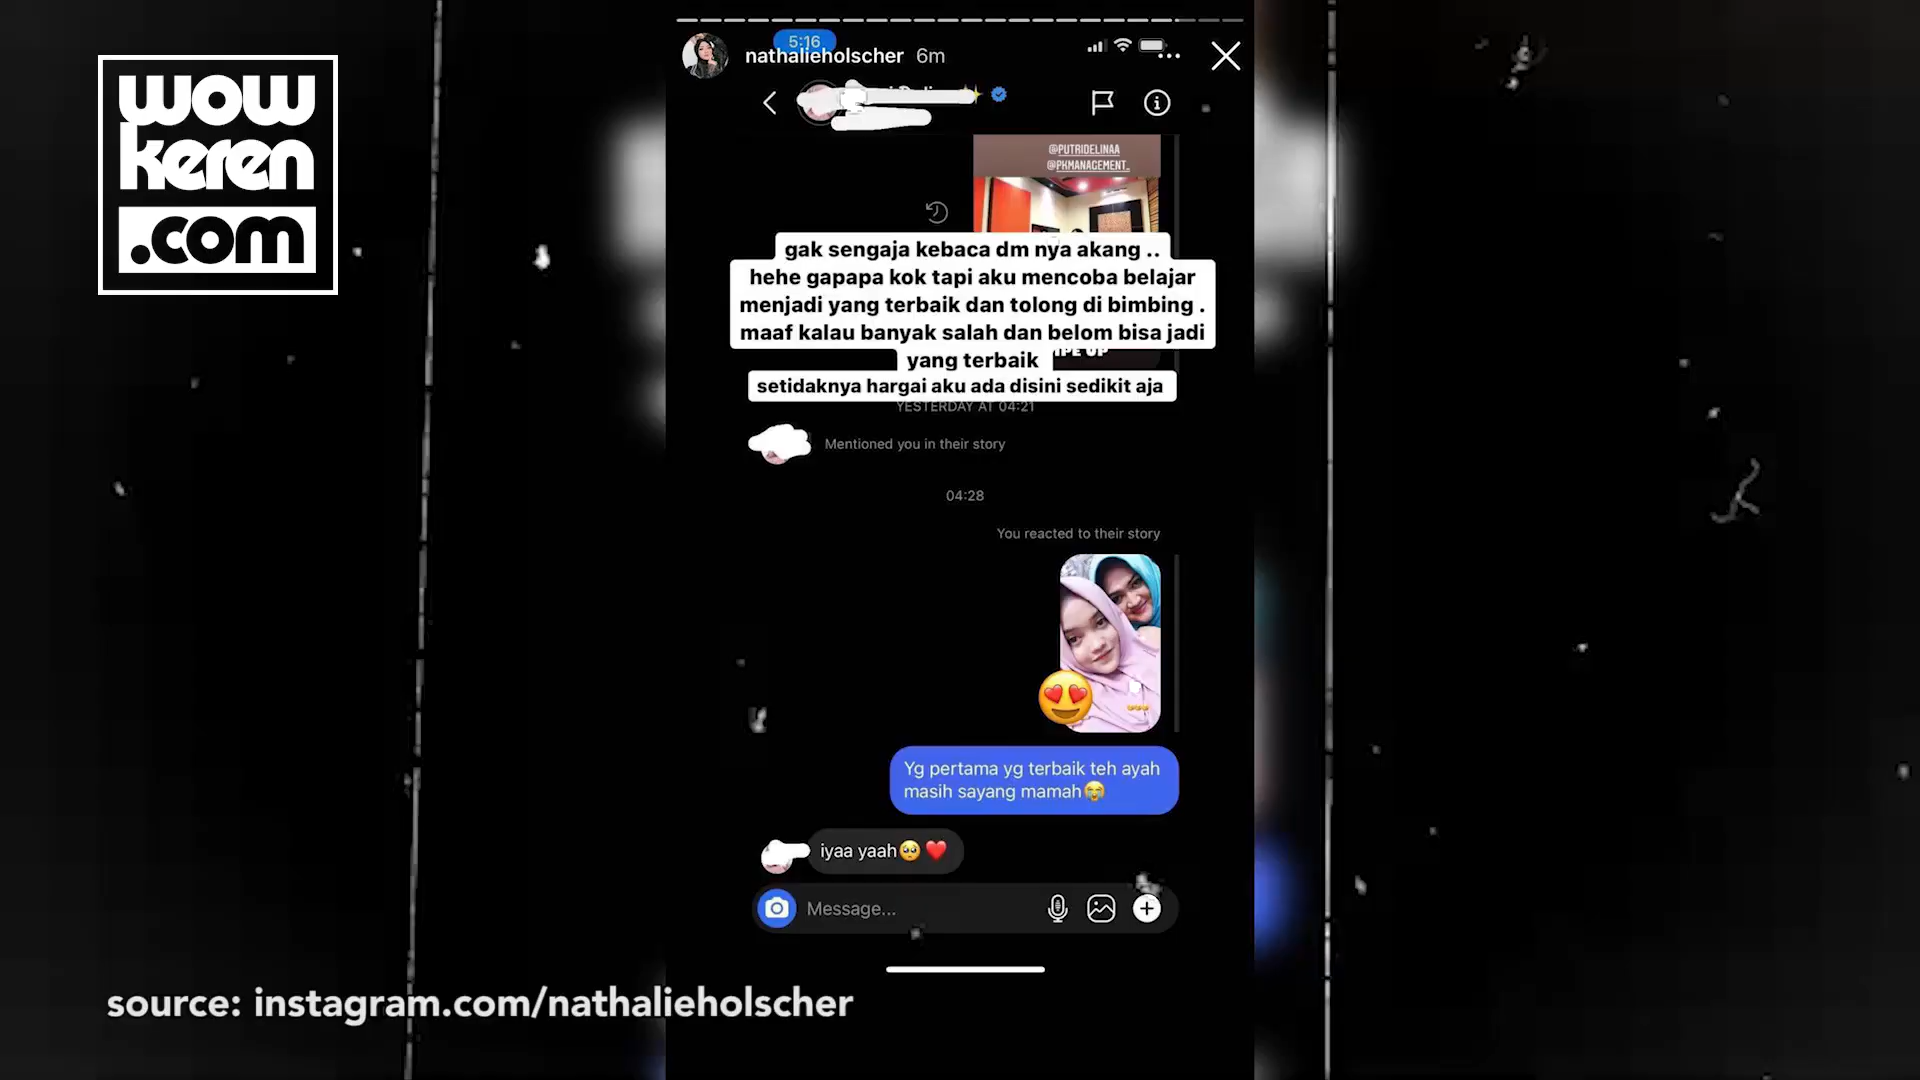 wow
keren
.com
5:16
nathalieholscher 6m
@PUTRIDELINAA
@PKMANAGEMENT_
gak sengaja kebaca dm nya akang ..
hehe gapapa kok tapi aku mencoba belajar
menjadi yang terbaik dan tolong di bimbing .
maaf kalau banyak salah dan belom bisa jadi
yang terbaik
UP
setidaknya hargai aku ada disini sedikit aja
YESTERDAY AT 04:21
Mentioned you in their story
04:28
You reacted to their story
Yg pertama yg terbaik teh ayah
masih sayang mamah😭
iyaa yaah🥺❤️
Message...
source: instagram.com/nathalieholscher